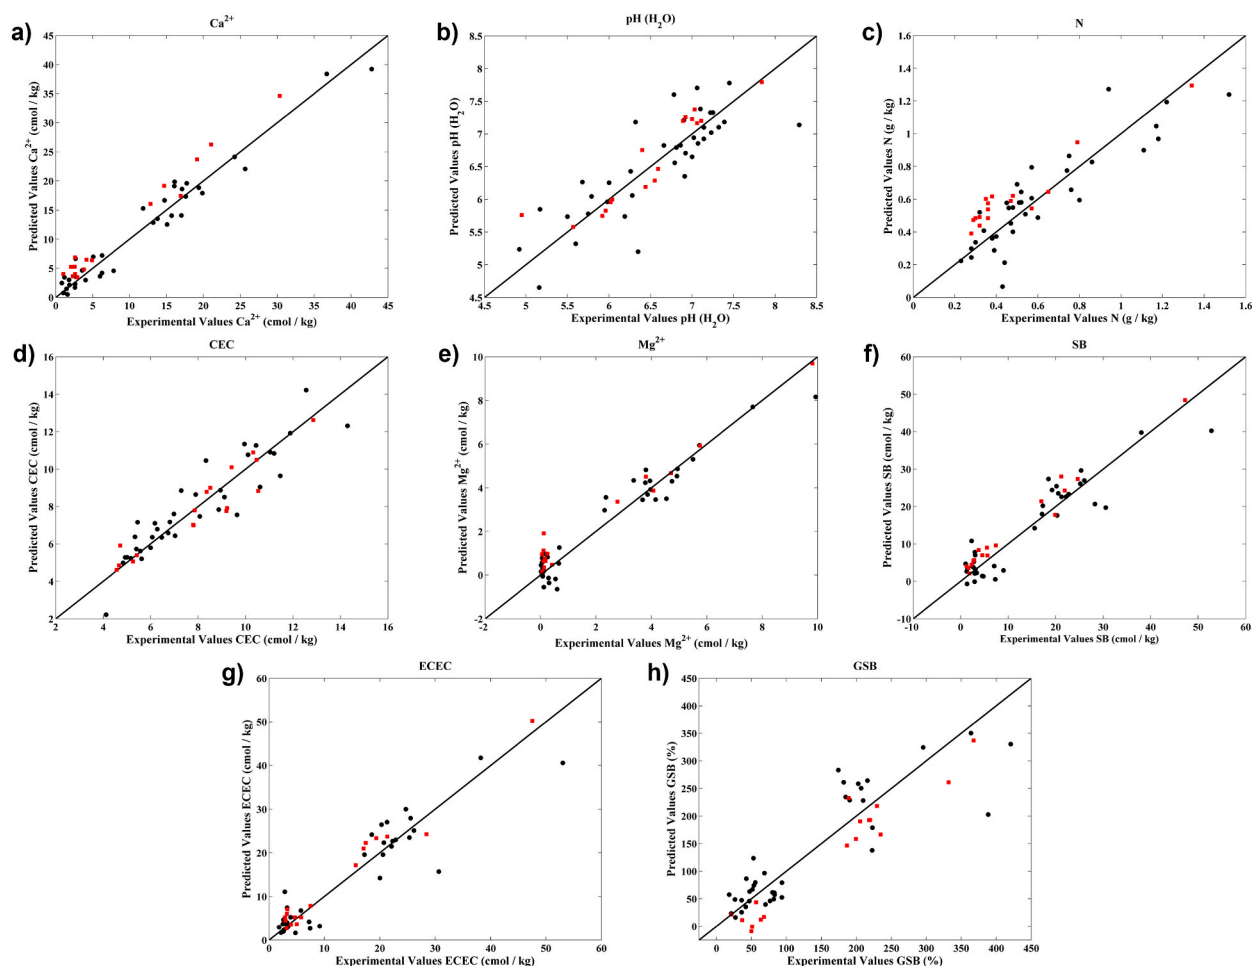 a)
Ca2+
Predicted Values Ca2+ (cmol / kg)
45
40
35
30
25
20
15
10
5
0
0 5 10 15 20 25 30 35 40 45
Experimental Values Ca2+ (cmol / kg)
b)
pH (H2O)
Predicted Values pH (H2O)
8.5
8
7.5
7
6.5
6
5.5
5
4.5
4.5 5 5.5 6 6.5 7 7.5 8 8.5
Experimental Values pH (H2O)
c)
N
Predicted Values N (g / kg)
1.6
1.4
1.2
1
0.8
0.6
0.4
0.2
0
0 0.2 0.4 0.6 0.8 1 1.2 1.4 1.6
Experimental Values N (g / kg)
d)
CEC
Predicted Values CEC (cmol / kg)
16
14
12
10
8
6
4
2
2 4 6 8 10 12 14 16
Experimental Values CEC (cmol / kg)
e)
Mg2+
Predicted Values Mg2+ (cmol / kg)
10
8
6
4
2
0
-2
-2 0 2 4 6 8 10
Experimental Values Mg2+ (cmol / kg)
f)
SB
Predicted Values SB (cmol / kg)
60
50
40
30
20
10
0
-10
-10 0 10 20 30 40 50 60
Experimental Values SB (cmol / kg)
g)
ECEC
Predicted Values ECEC (cmol / kg)
60
50
40
30
20
10
0
0 10 20 30 40 50 60
Experimental Values ECEC (cmol / kg)
h)
GSB
Predicted Values GSB (%)
450
400
350
300
250
200
150
100
50
0
0 50 100 150 200 250 300 350 400 450
Experimental Values GSB (%)